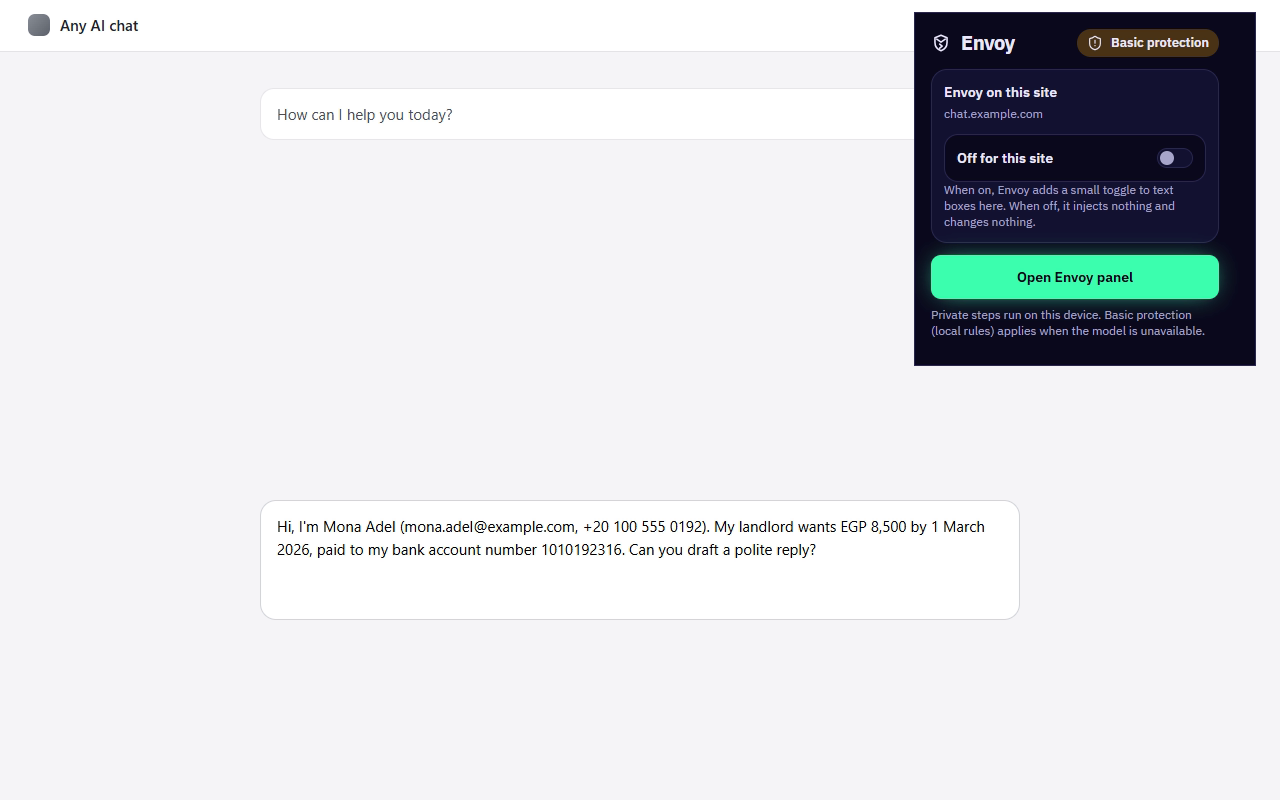 Any AI chat
How can I help you today?
Envoy
Basic protection
Envoy on this site
chat.example.com
Off for this site
When on, Envoy adds a small toggle to text
boxes here. When off, it injects nothing and
changes nothing.
Open Envoy panel
Private steps run on this device. Basic protection
(local rules) applies when the model is unavailable.
Hi, I'm Mona Adel (mona.adel@example.com, +20 100 555 0192). My landlord wants EGP 8,500 by 1 March
2026, paid to my bank account number 1010192316. Can you draft a polite reply?